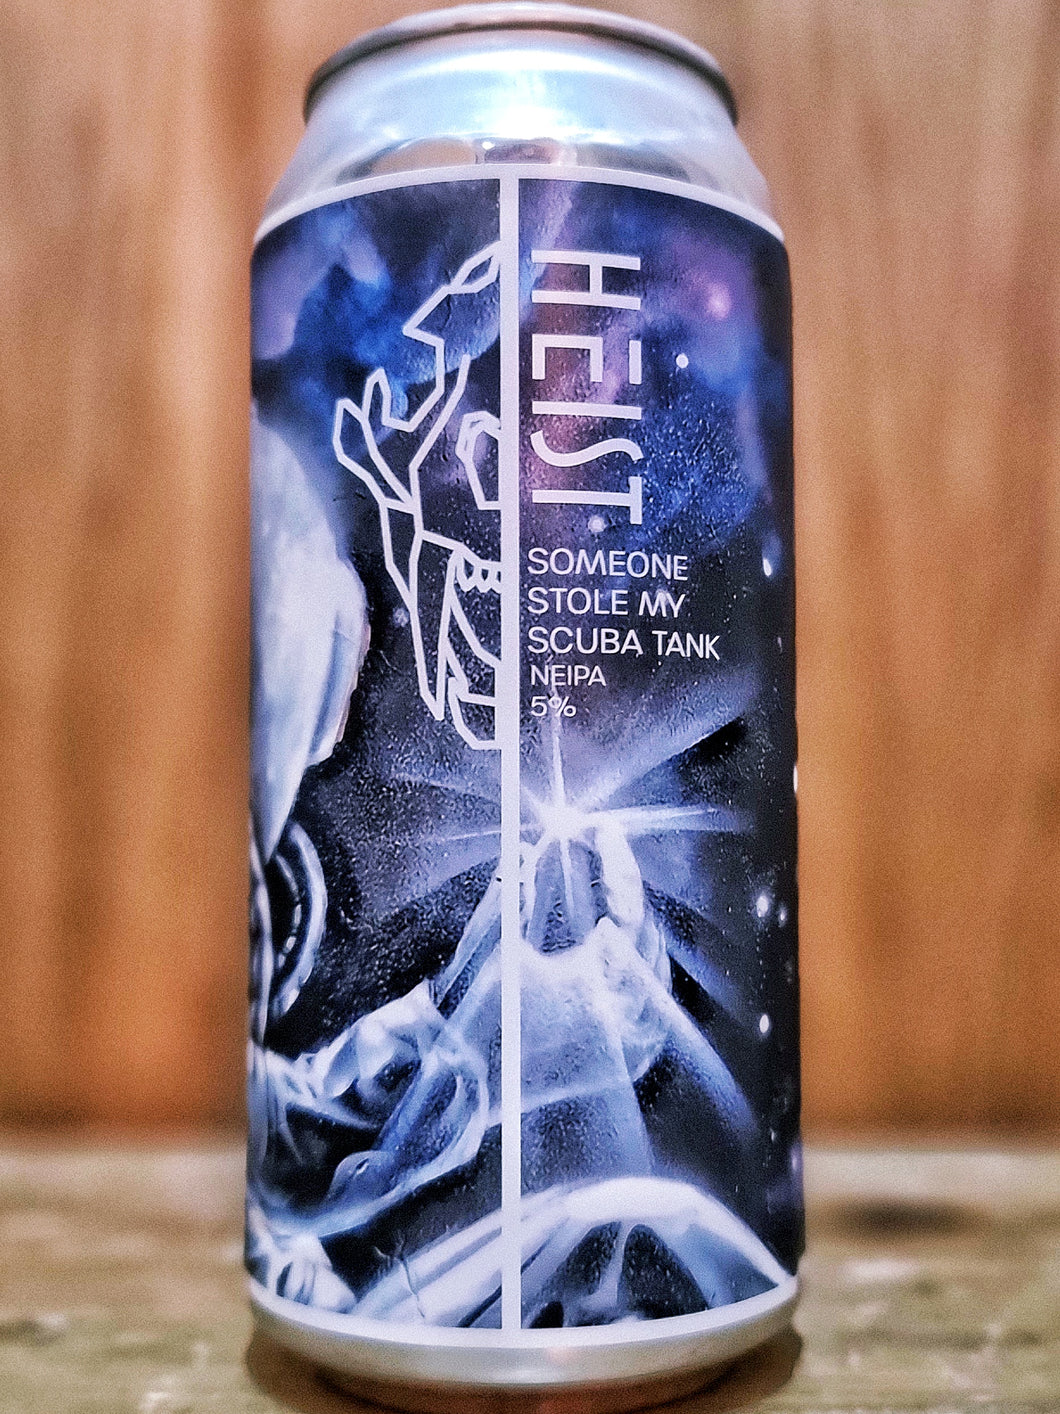 HEIST
SOMEONE
STOLE MY
SCUBA TANK
NEIPA
5%